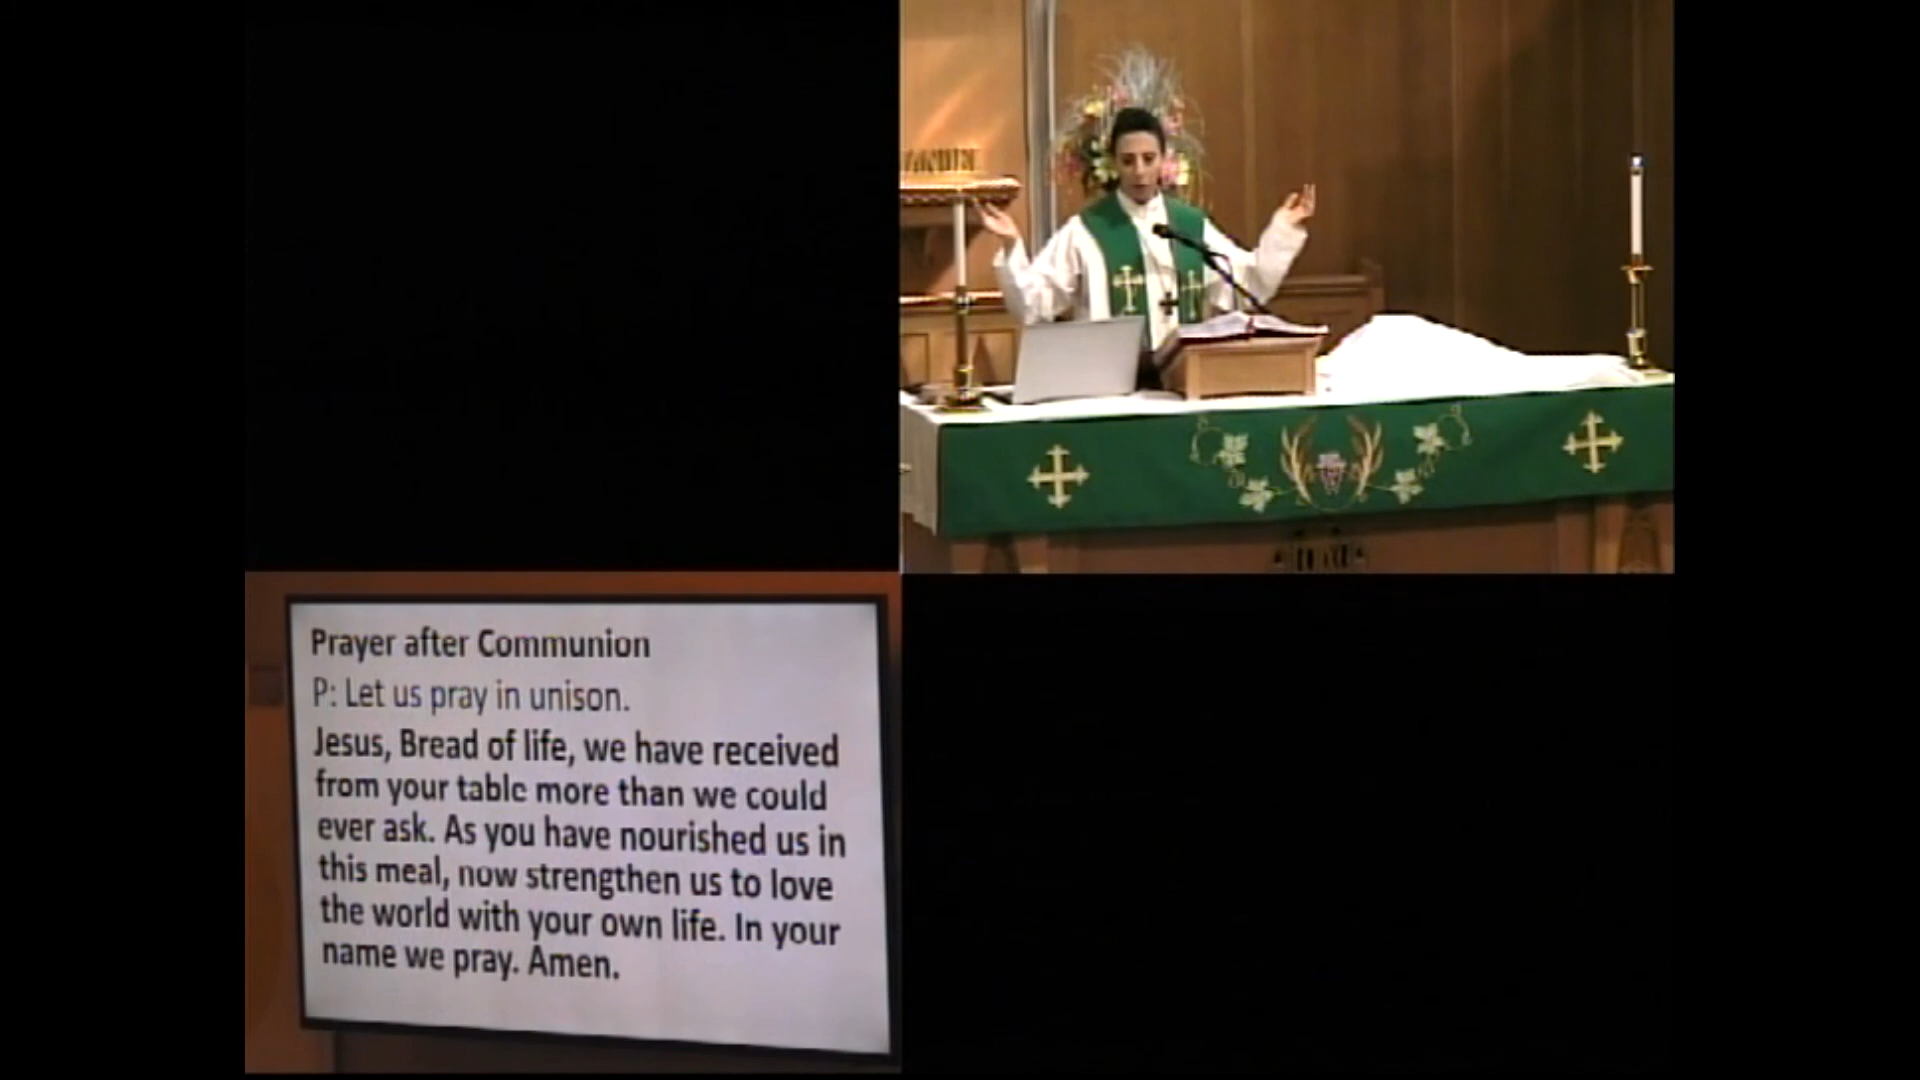 Prayer after Communion
P: Let us pray in unison.
Jesus, Bread of life, we have received
from your table more than we could
ever ask. As you have nourished us in
this meal, now strengthen us to love
the world with your own life. In your
name we pray. Amen.